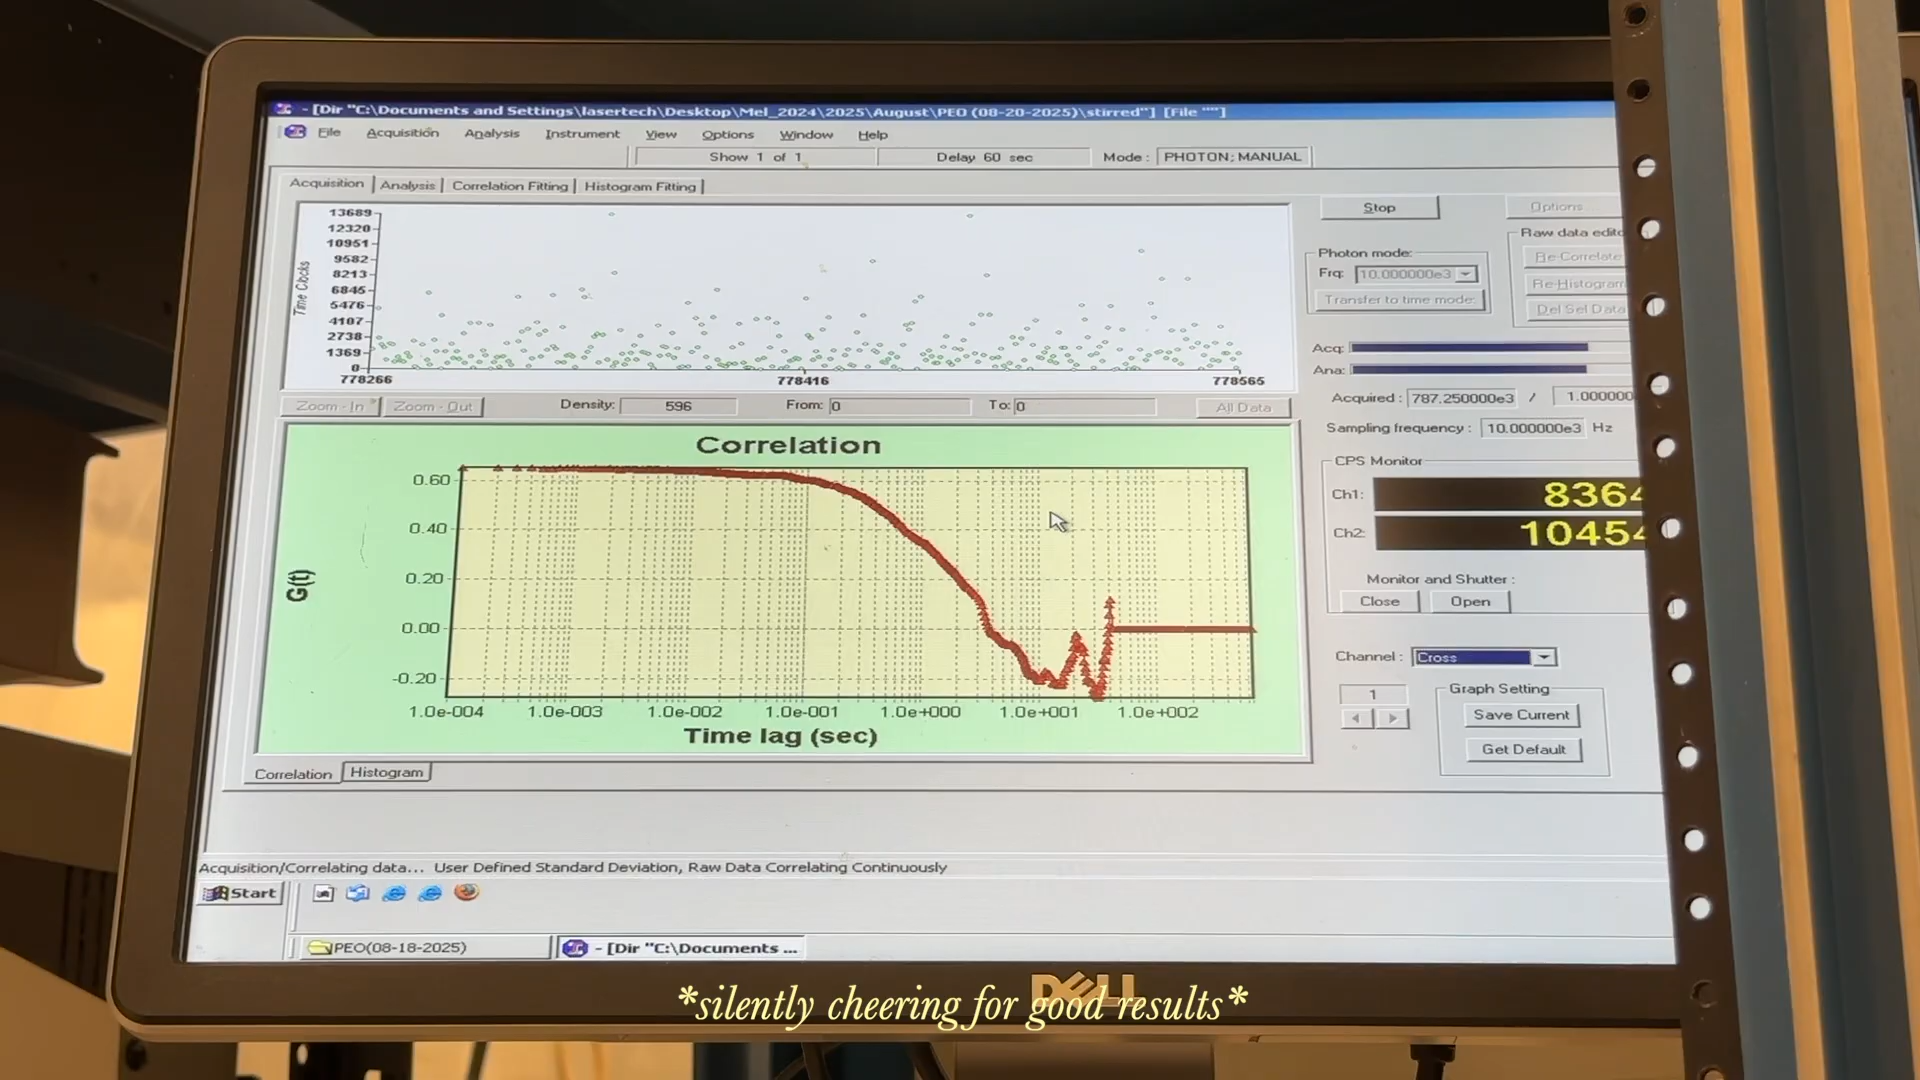 - [Dir "C:\Documents and Settings\lasertech\Desktop\Mel_2024\2025\August\PEO (08-20-2025)\stirred"] [File ""]
File Acquisition Analysis Instrument View Options Window Help
Show 1 of 1 Delay 60 sec Mode : PHOTON; MANUAL
Acquisition Analysis Correlation Fitting Histogram Fitting
13689
12320
10951
9582
8213
6845
5476
4107
2738
1369
0
Time Clocks
778266 778416 778565
Zoom - In Zoom - Out Density: 596 From: 0 To: 0 All Data
Correlation
0.60
0.40
0.20
0.00
-0.20
G(t)
1.0e-004 1.0e-003 1.0e-002 1.0e-001 1.0e+000 1.0e+001 1.0e+002
Time lag (sec)
Correlation Histogram
Stop Options
Photon mode:
Frq: 10.000000e3
Transfer to time mode:
Raw data edit
Re-Correlate
Re-Histogram
Del Sel Data
Acq:
Ana:
Acquired : 787.250000e3 / 1.000000
Sampling frequency : 10.000000e3 Hz
CPS Monitor
Ch1: 8364
Ch2: 10454
Monitor and Shutter :
Close Open
Channel : Cross
1
Graph Setting
Save Current
Get Default
Acquisition/Correlating data... User Defined Standard Deviation, Raw Data Correlating Continuously
Start
PEO(08-18-2025) - [Dir "C:\Documents ...
DELL
*silently cheering for good results*